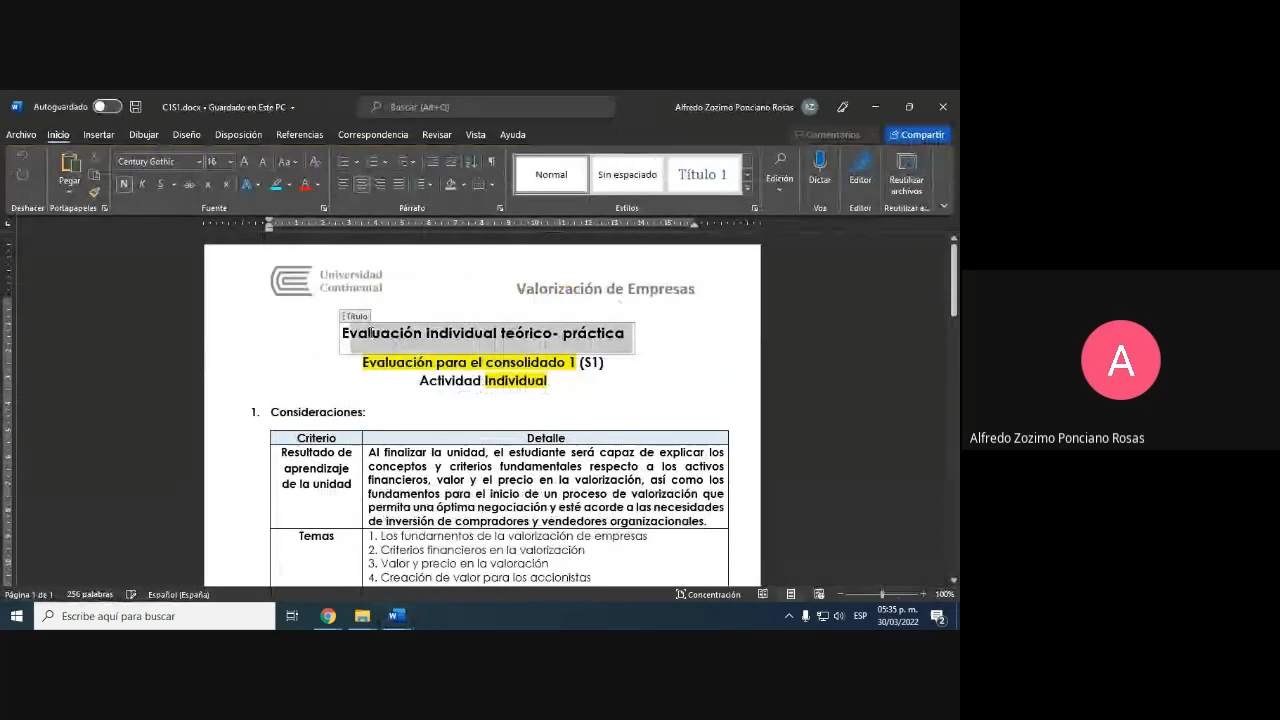 Autoguardado
C1S1.docx • Guardado en Este PC
Buscar (Alt+Q)
Alfredo Zozimo Ponciano Rosas
Archivo Inicio Insertar Dibujar Diseño Disposición Referencias Correspondencia Revisar Vista Ayuda
Comentarios
Compartir
Pegar
Century Gothic 16
Normal
Sin espaciado
Título 1
Edición
Dictar
Editor
Reutilizar
archivos
Deshacer Portapapeles Fuente Párrafo Estilos Voz Editor Reutilizar a...
Universidad
Continental
Valorización de Empresas
Título
Evaluación individual teórico- práctica
Evaluación para el consolidado 1 (S1)
Actividad Individual
1. Consideraciones:
Criterio Detalle
Resultado de
aprendizaje
de la unidad
Al finalizar la unidad, el estudiante será capaz de explicar los
conceptos y criterios fundamentales respecto a los activos
financieros, valor y el precio en la valorización, así como los
fundamentos para el inicio de un proceso de valorización que
permita una óptima negociación y esté acorde a las necesidades
de inversión de compradores y vendedores organizacionales.
Temas
1. Los fundamentos de la valorización de empresas
2. Criterios financieros en la valorización
3. Valor y precio en la valoración
4. Creación de valor para los accionistas
Página 1 de 1 256 palabras Español (España) Concentración 100%
Escribe aquí para buscar
ESP
05:35 p. m.
30/03/2022
2
A
Alfredo Zozimo Ponciano Rosas